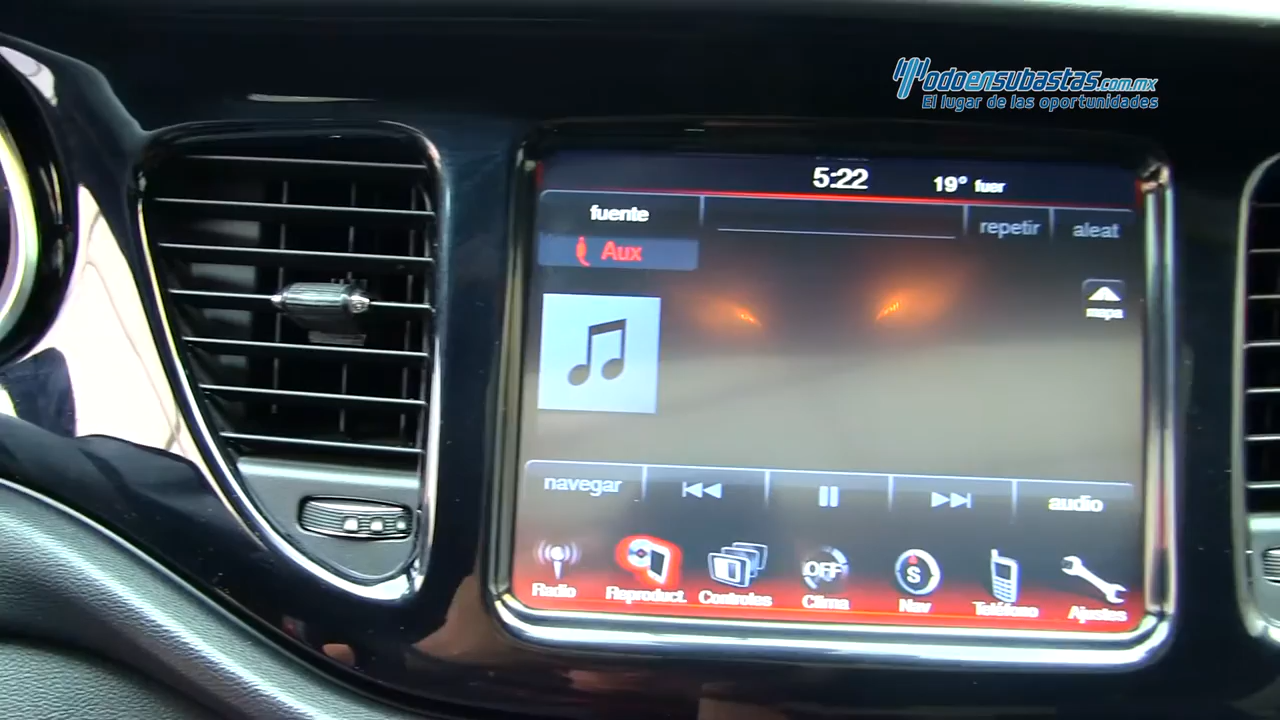 Todoensubastas.com.mx
El lugar de las oportunidades
5:22
19° fuer
fuente
repetir
aleat
Aux
mapa
navegar
audio
Radio
Reproduct.
Controles
OFF
Clima
S
Nav
Teléfono
Ajustes